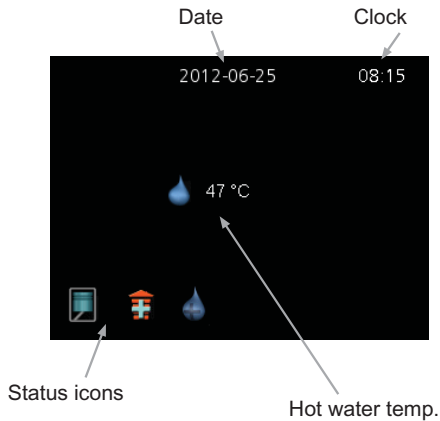 Date
Clock
2012-06-25
08:15
47 °C
Status icons
Hot water temp.